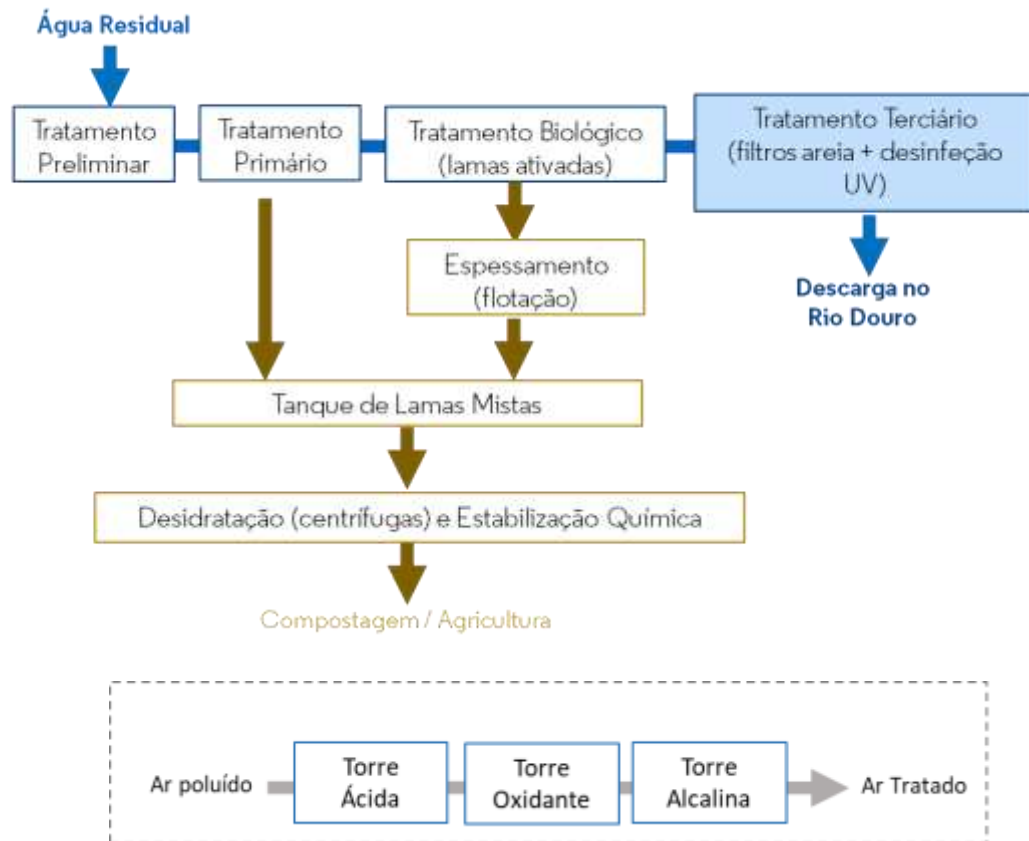 Água Residual
Tratamento
Preliminar
Tratamento
Primário
Tratamento Biológico
(lamas ativadas)
Tratamento Terciário
(filtros areia + desinfeção
UV)
Espessamento
(flotação)
Descarga no
Rio Douro
Tanque de Lamas Mistas
Desidratação (centrífugas) e Estabilização Química
Compostagem / Agricultura
Ar poluído
Torre
Ácida
Torre
Oxidante
Torre
Alcalina
Ar Tratado